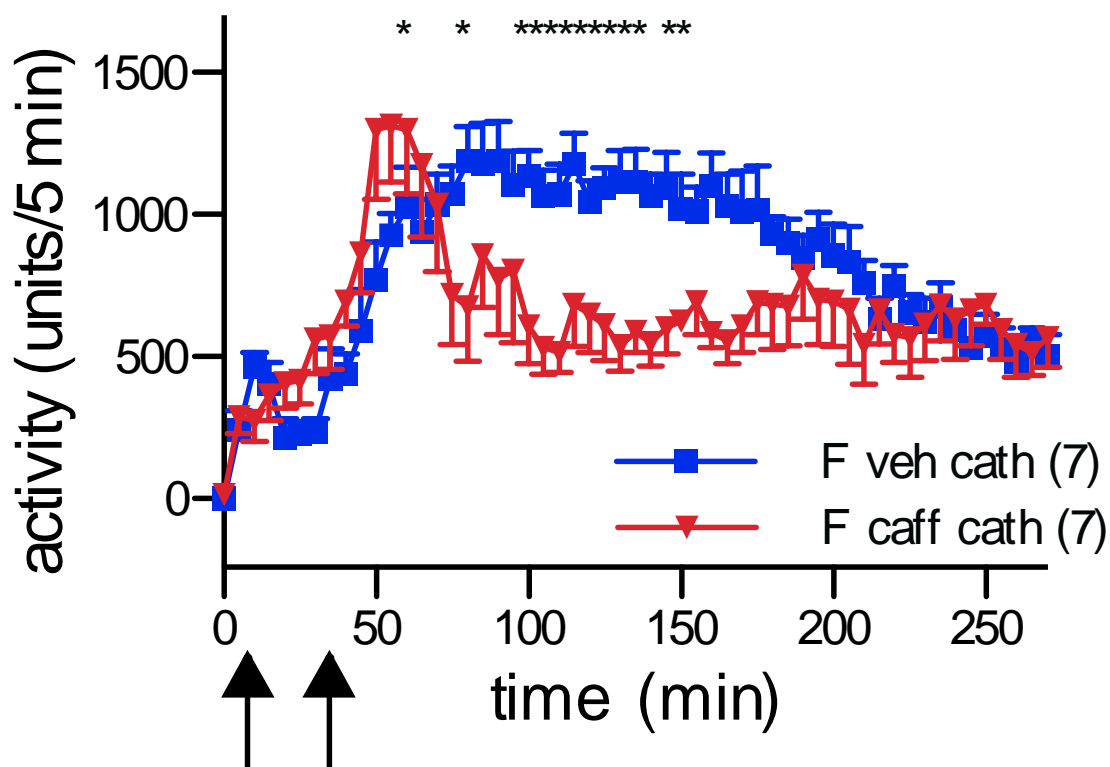 * * ********* **
1500
1000
500
0
activity (units/5 min)
F veh cath (7)
F caff cath (7)
0 50 100 150 200 250
time (min)